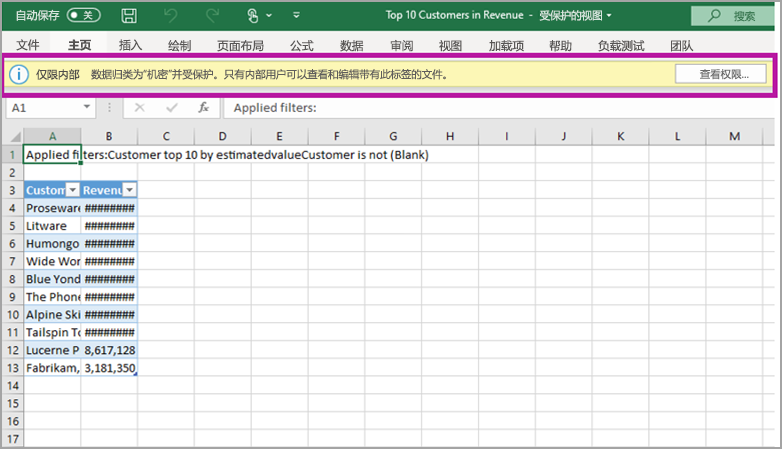 自动保存 关 Top 10 Customers in Revenue - 受保护的视图 搜索
文件 主页 插入 绘制 页面布局 公式 数据 审阅 视图 加载项 帮助 负载测试 团队
仅限内部 数据归类为“机密”并受保护。只有内部用户可以查看和编辑带有此标签的文件。 查看权限...
A1 fx Applied filters:
A B C D E F G H I J K L M
1 Applied filters:Customer top 10 by estimatedvalueCustomer is not (Blank)
2
3 Custom Revenu
4 Proseware ########
5 Litware ########
6 Humongo ########
7 Wide Wor ########
8 Blue Yond ########
9 The Phone ########
10 Alpine Ski ########
11 Tailspin To ########
12 Lucerne P 8,617,128
13 Fabrikam, 3,181,350
14
15
16
17